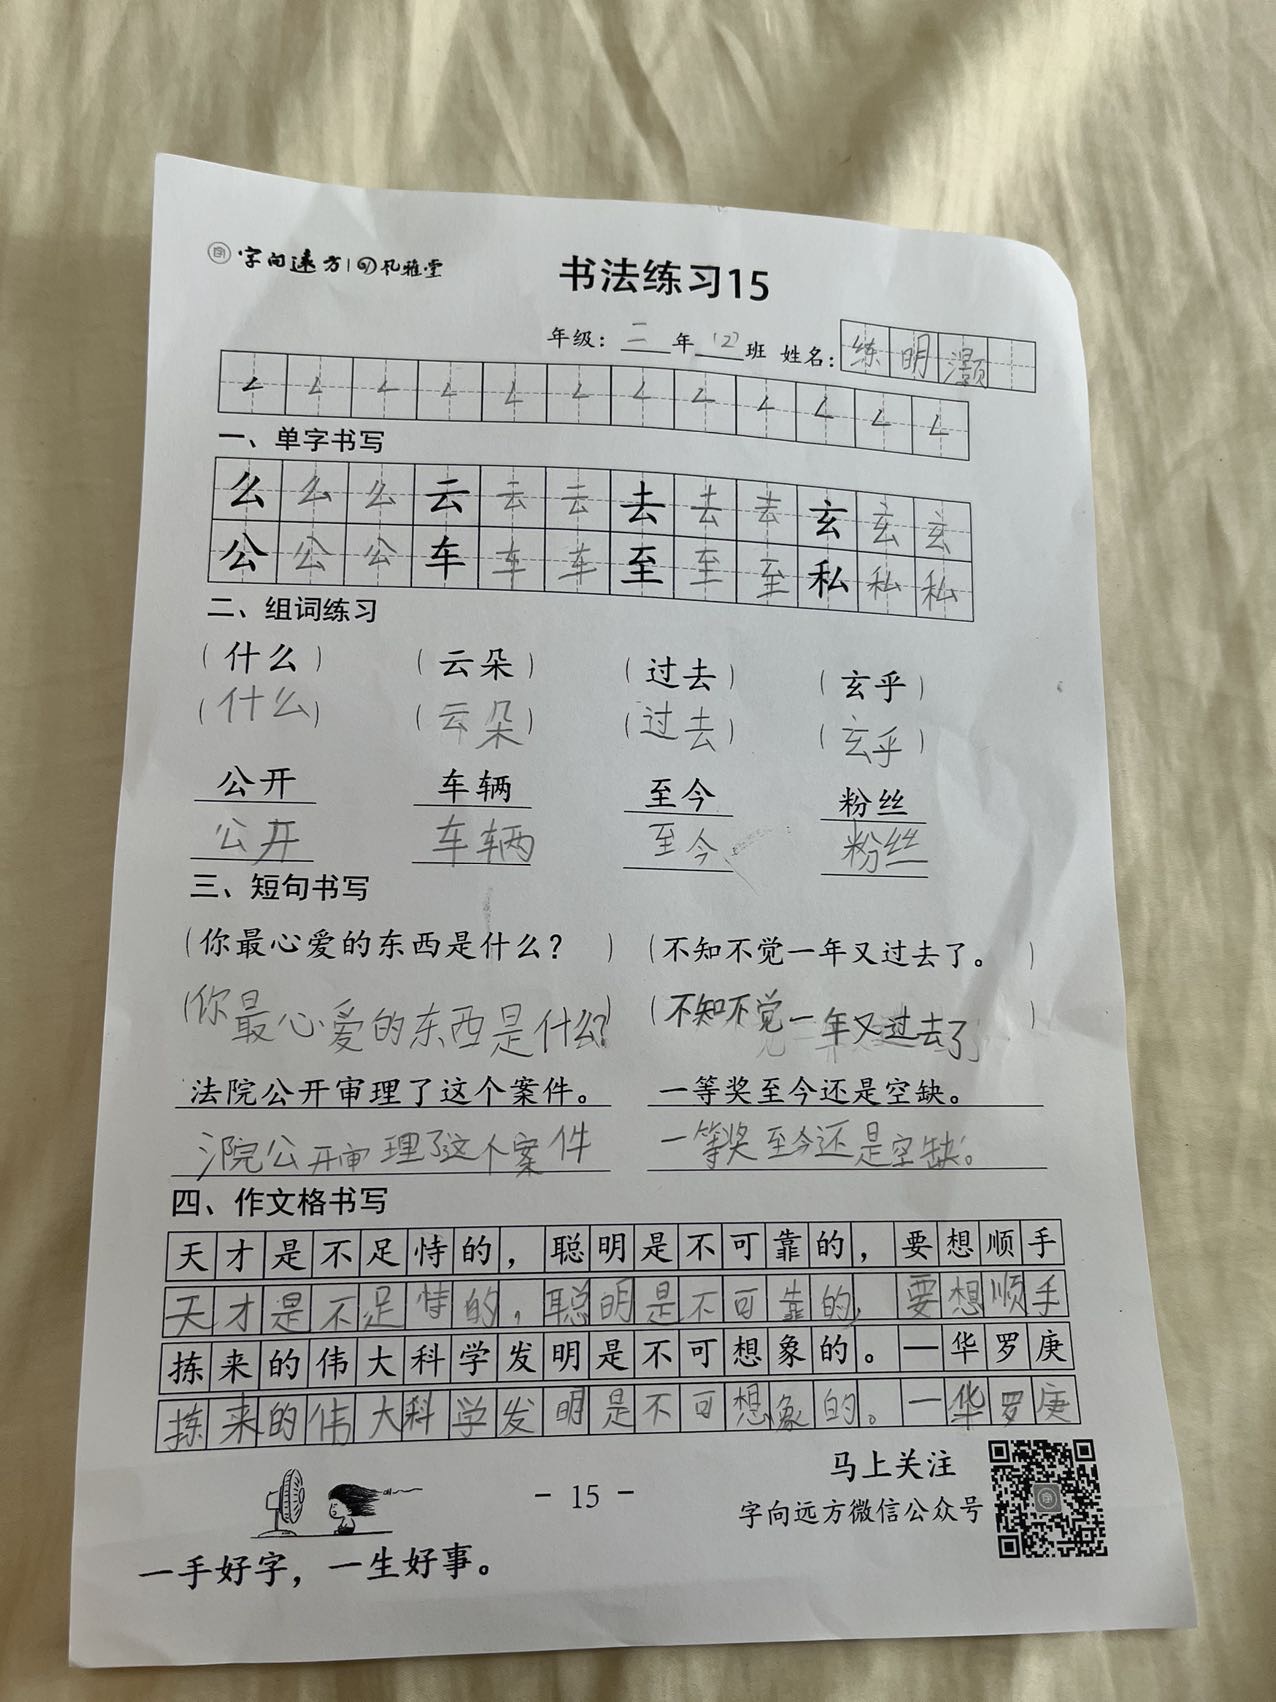 字向远方 | 孔雅堂
书法练习15
年级：二年(2)班 姓名：练明灏
ㄥ ㄥ ㄥ ㄥ ㄥ ㄥ ㄥ ㄥ ㄥ ㄥ ㄥ ㄥ
一、单字书写
么 么 么 云 云 云 去 去 去 玄 玄 玄
公 公 公 车 车 车 至 至 至 私 私 私
二、组词练习
（什么） （云朵） （过去） （玄乎）
（什么） （云朵） （过去） （玄乎）
公开 车辆 至今 粉丝
公开 车辆 至今 粉丝
三、短句书写
（你最心爱的东西是什么？ ） （不知不觉一年又过去了。 ）
（你最心爱的东西是什么？） （不知不觉一年又过去了 ）
法院公开审理了这个案件。 一等奖至今还是空缺。
法院公开审理了这个案件 一等奖至今还是空缺。
四、作文格书写
天才是不足恃的，聪明是不可靠的，要想顺手
天才是不足恃的，聪明是不可靠的，要想顺手
拣来的伟大科学发明是不可想象的。—华罗庚
拣来的伟大科学发明是不可想象的。—华罗庚
马上关注
- 15 -
字向远方微信公众号
一手好字，一生好事。